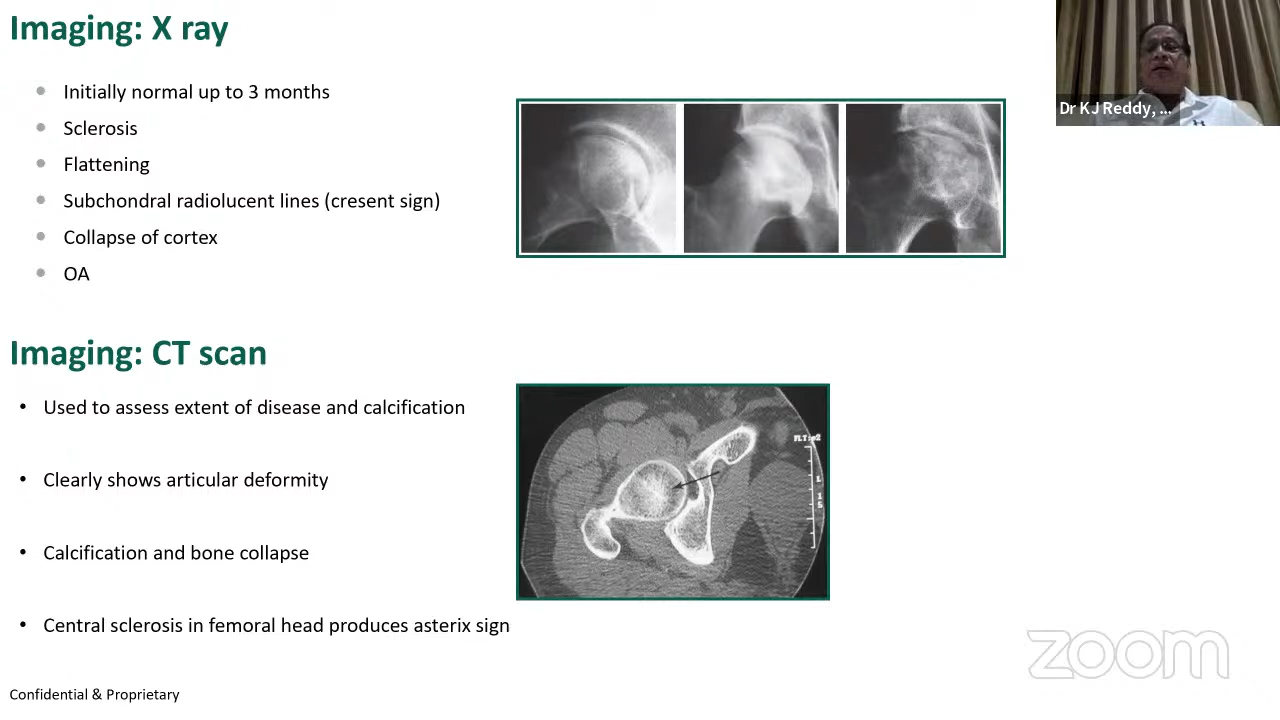 Imaging: X ray
Initially normal up to 3 months
Sclerosis
Flattening
Subchondral radiolucent lines (cresent sign)
Collapse of cortex
OA
Dr K J Reddy, ...
Imaging: CT scan
Used to assess extent of disease and calcification
Clearly shows articular deformity
Calcification and bone collapse
Central sclerosis in femoral head produces asterix sign
L
15
zoom
Confidential & Proprietary